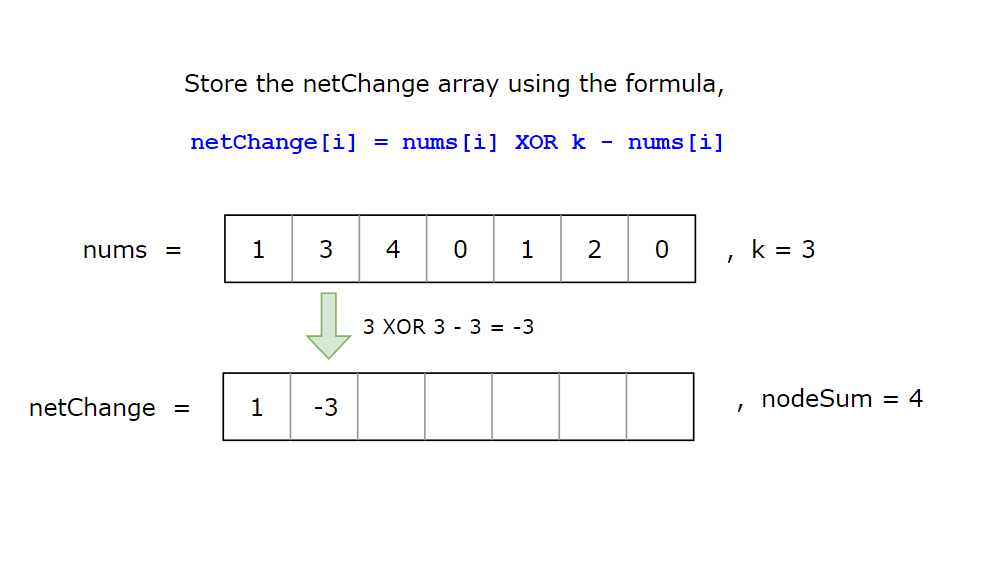 Store the netChange array using the formula,
netChange[i] = nums[i] XOR k - nums[i]
nums = 1 3 4 0 1 2 0 , k = 3
3 XOR 3 - 3 = -3
netChange = 1 -3 , nodeSum = 4